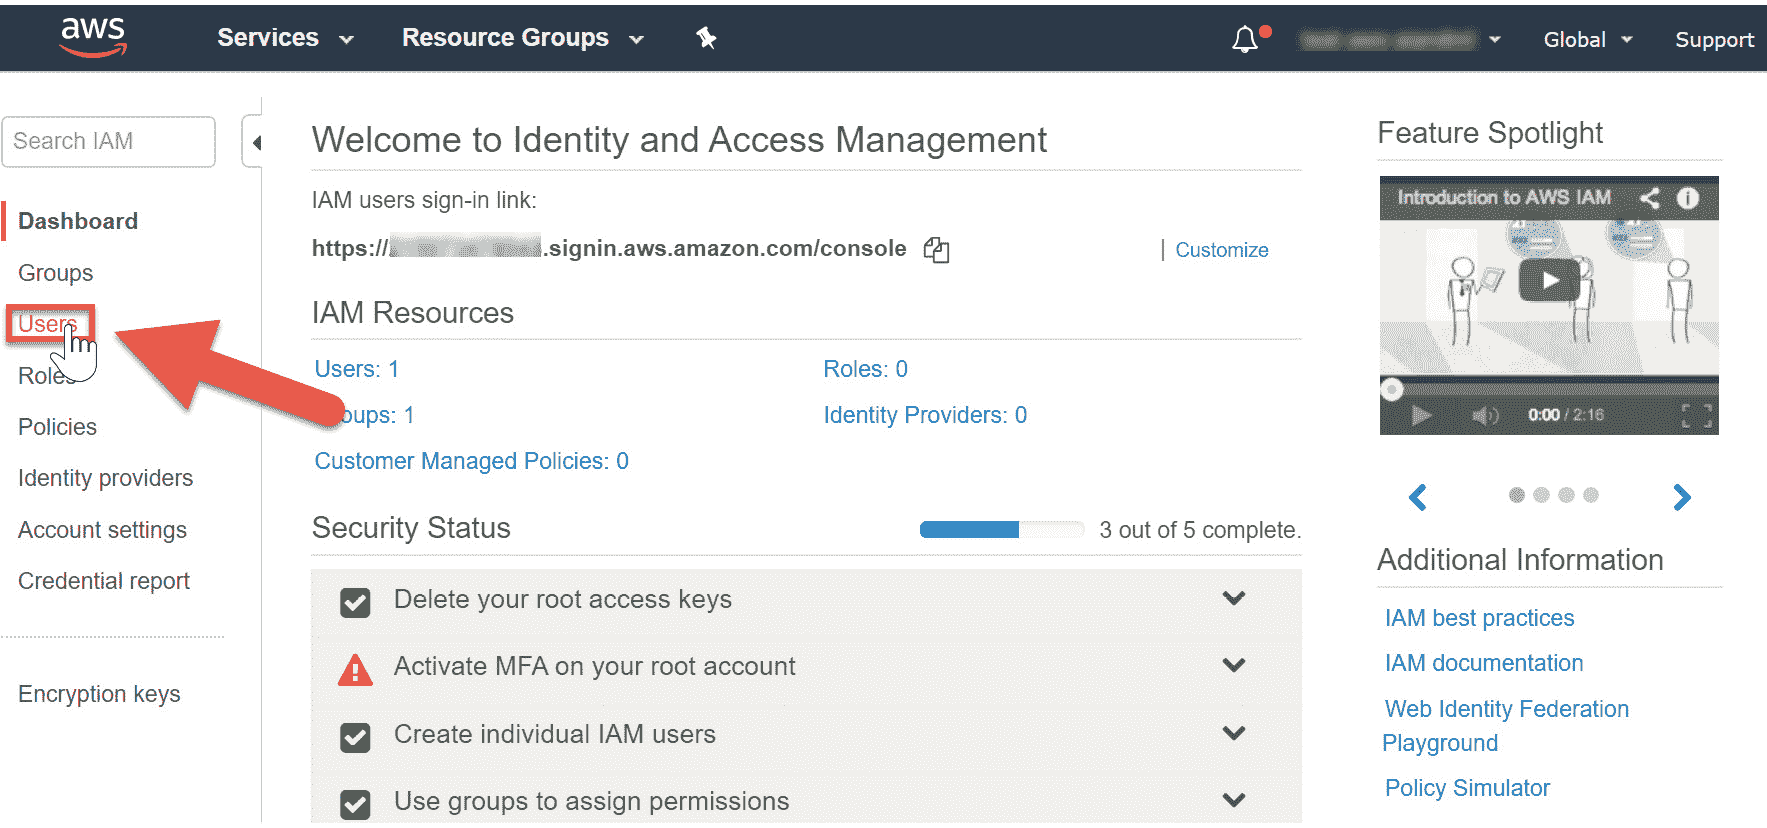 aws
Services
Resource Groups
Global
Support
Search IAM
Dashboard
Groups
Users
Roles
Policies
Identity providers
Account settings
Credential report
Encryption keys
Welcome to Identity and Access Management
IAM users sign-in link:
https:// .signin.aws.amazon.com/console
| Customize
IAM Resources
Users: 1
Roles: 0
oups: 1
Identity Providers: 0
Customer Managed Policies: 0
Security Status
3 out of 5 complete.
Delete your root access keys
Activate MFA on your root account
Create individual IAM users
Use groups to assign permissions
Feature Spotlight
Introduction to AWS IAM
0:00 / 2:16
Additional Information
IAM best practices
IAM documentation
Web Identity Federation
Playground
Policy Simulator